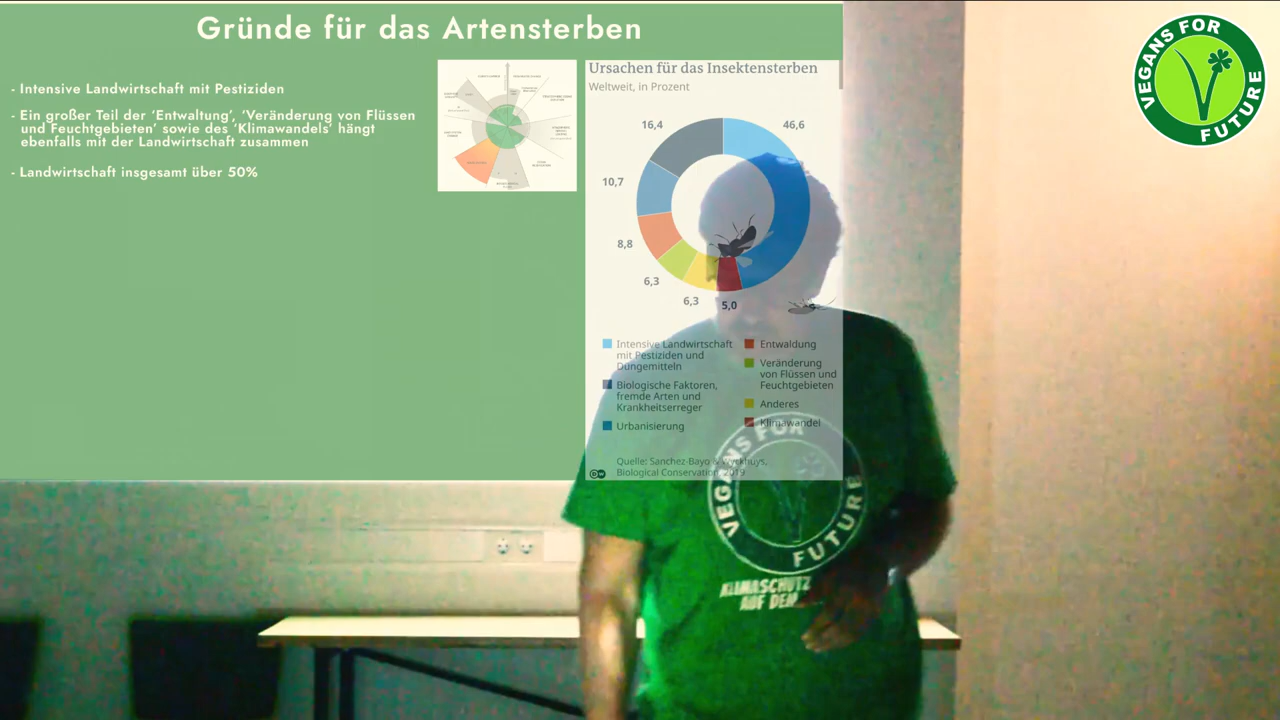 Gründe für das Artensterben
- Intensive Landwirtschaft mit Pestiziden
- Ein großer Teil der ‘Entwaltung’, ‘Veränderung von Flüssen
und Feuchtgebieten’ sowie des ‘Klimawandels’ hängt
ebenfalls mit der Landwirtschaft zusammen
- Landwirtschaft insgesamt über 50%
Ursachen für das Insektensterben
Weltweit, in Prozent
16,4
46,6
10,7
8,8
6,3
6,3
5,0
Intensive Landwirtschaft
mit Pestiziden und
Düngemitteln
Biologische Faktoren,
fremde Arten und
Krankheitserreger
Urbanisierung
Entwaldung
Veränderung
von Flüssen und
Feuchtgebieten
Anderes
Klimawandel
Quelle: Sanchez-Bayo & Wyckhuys,
Biological Conservation, 2019
VEGANS FOR
FUTURE
VEGANS FOR
FUTURE
KLIMASCHUTZ
AUF DEM